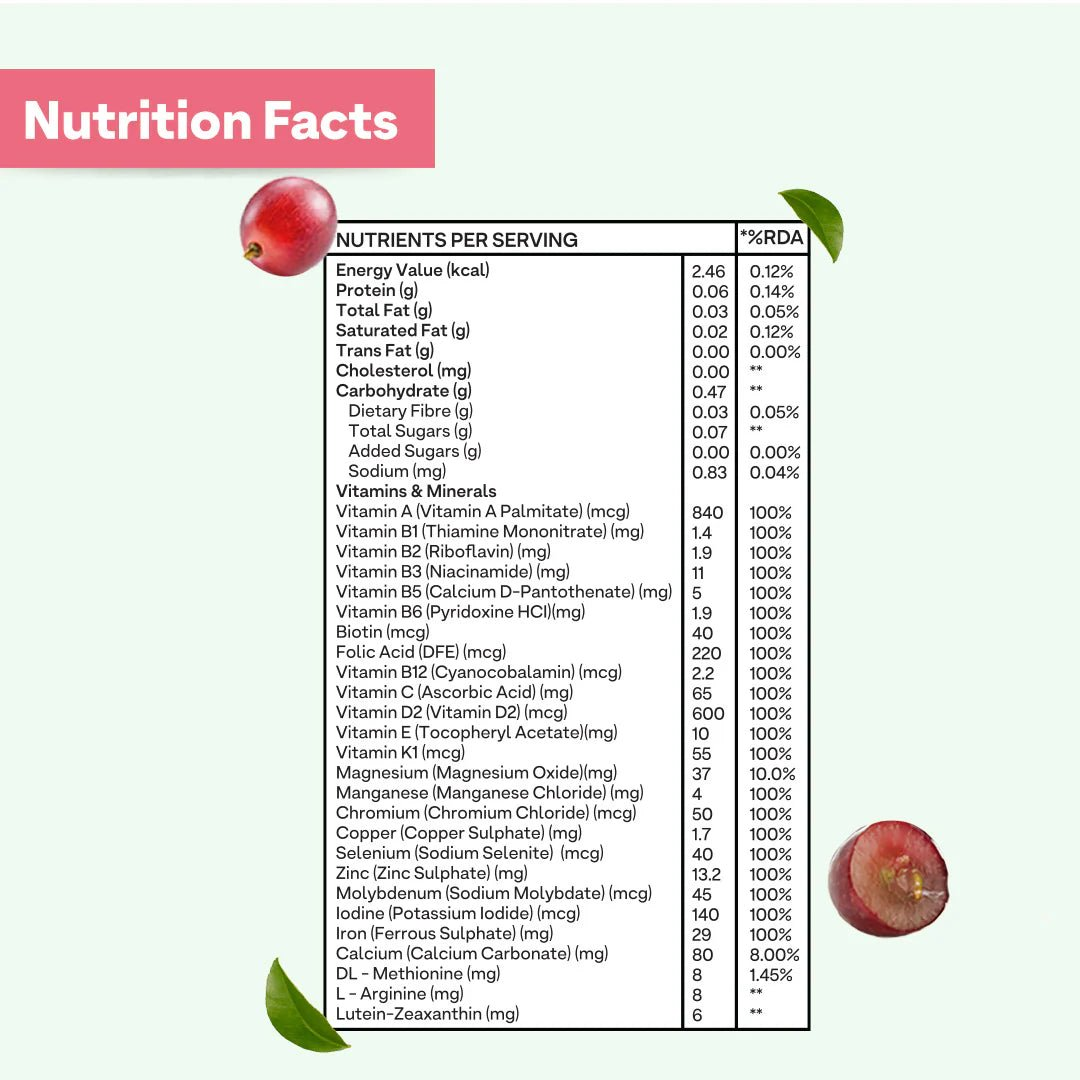 Nutrition Facts
NUTRIENTS PER SERVING *%RDA
Energy Value (kcal) 2.46 0.12%
Protein (g) 0.06 0.14%
Total Fat (g) 0.03 0.05%
Saturated Fat (g) 0.02 0.12%
Trans Fat (g) 0.00 0.00%
Cholesterol (mg) 0.00 **
Carbohydrate (g) 0.47 **
Dietary Fibre (g) 0.03 0.05%
Total Sugars (g) 0.07 **
Added Sugars (g) 0.00 0.00%
Sodium (mg) 0.83 0.04%
Vitamins & Minerals
Vitamin A (Vitamin A Palmitate) (mcg) 840 100%
Vitamin B1 (Thiamine Mononitrate) (mg) 1.4 100%
Vitamin B2 (Riboflavin) (mg) 1.9 100%
Vitamin B3 (Niacinamide) (mg) 11 100%
Vitamin B5 (Calcium D-Pantothenate) (mg) 5 100%
Vitamin B6 (Pyridoxine HCI)(mg) 1.9 100%
Biotin (mcg) 40 100%
Folic Acid (DFE) (mcg) 220 100%
Vitamin B12 (Cyanocobalamin) (mcg) 2.2 100%
Vitamin C (Ascorbic Acid) (mg) 65 100%
Vitamin D2 (Vitamin D2) (mcg) 600 100%
Vitamin E (Tocopheryl Acetate)(mg) 10 100%
Vitamin K1 (mcg) 55 100%
Magnesium (Magnesium Oxide)(mg) 37 10.0%
Manganese (Manganese Chloride) (mg) 4 100%
Chromium (Chromium Chloride) (mcg) 50 100%
Copper (Copper Sulphate) (mg) 1.7 100%
Selenium (Sodium Selenite) (mcg) 40 100%
Zinc (Zinc Sulphate) (mg) 13.2 100%
Molybdenum (Sodium Molybdate) (mcg) 45 100%
Iodine (Potassium Iodide) (mcg) 140 100%
Iron (Ferrous Sulphate) (mg) 29 100%
Calcium (Calcium Carbonate) (mg) 80 8.00%
DL - Methionine (mg) 8 1.45%
L - Arginine (mg) 8 **
Lutein-Zeaxanthin (mg) 6 **